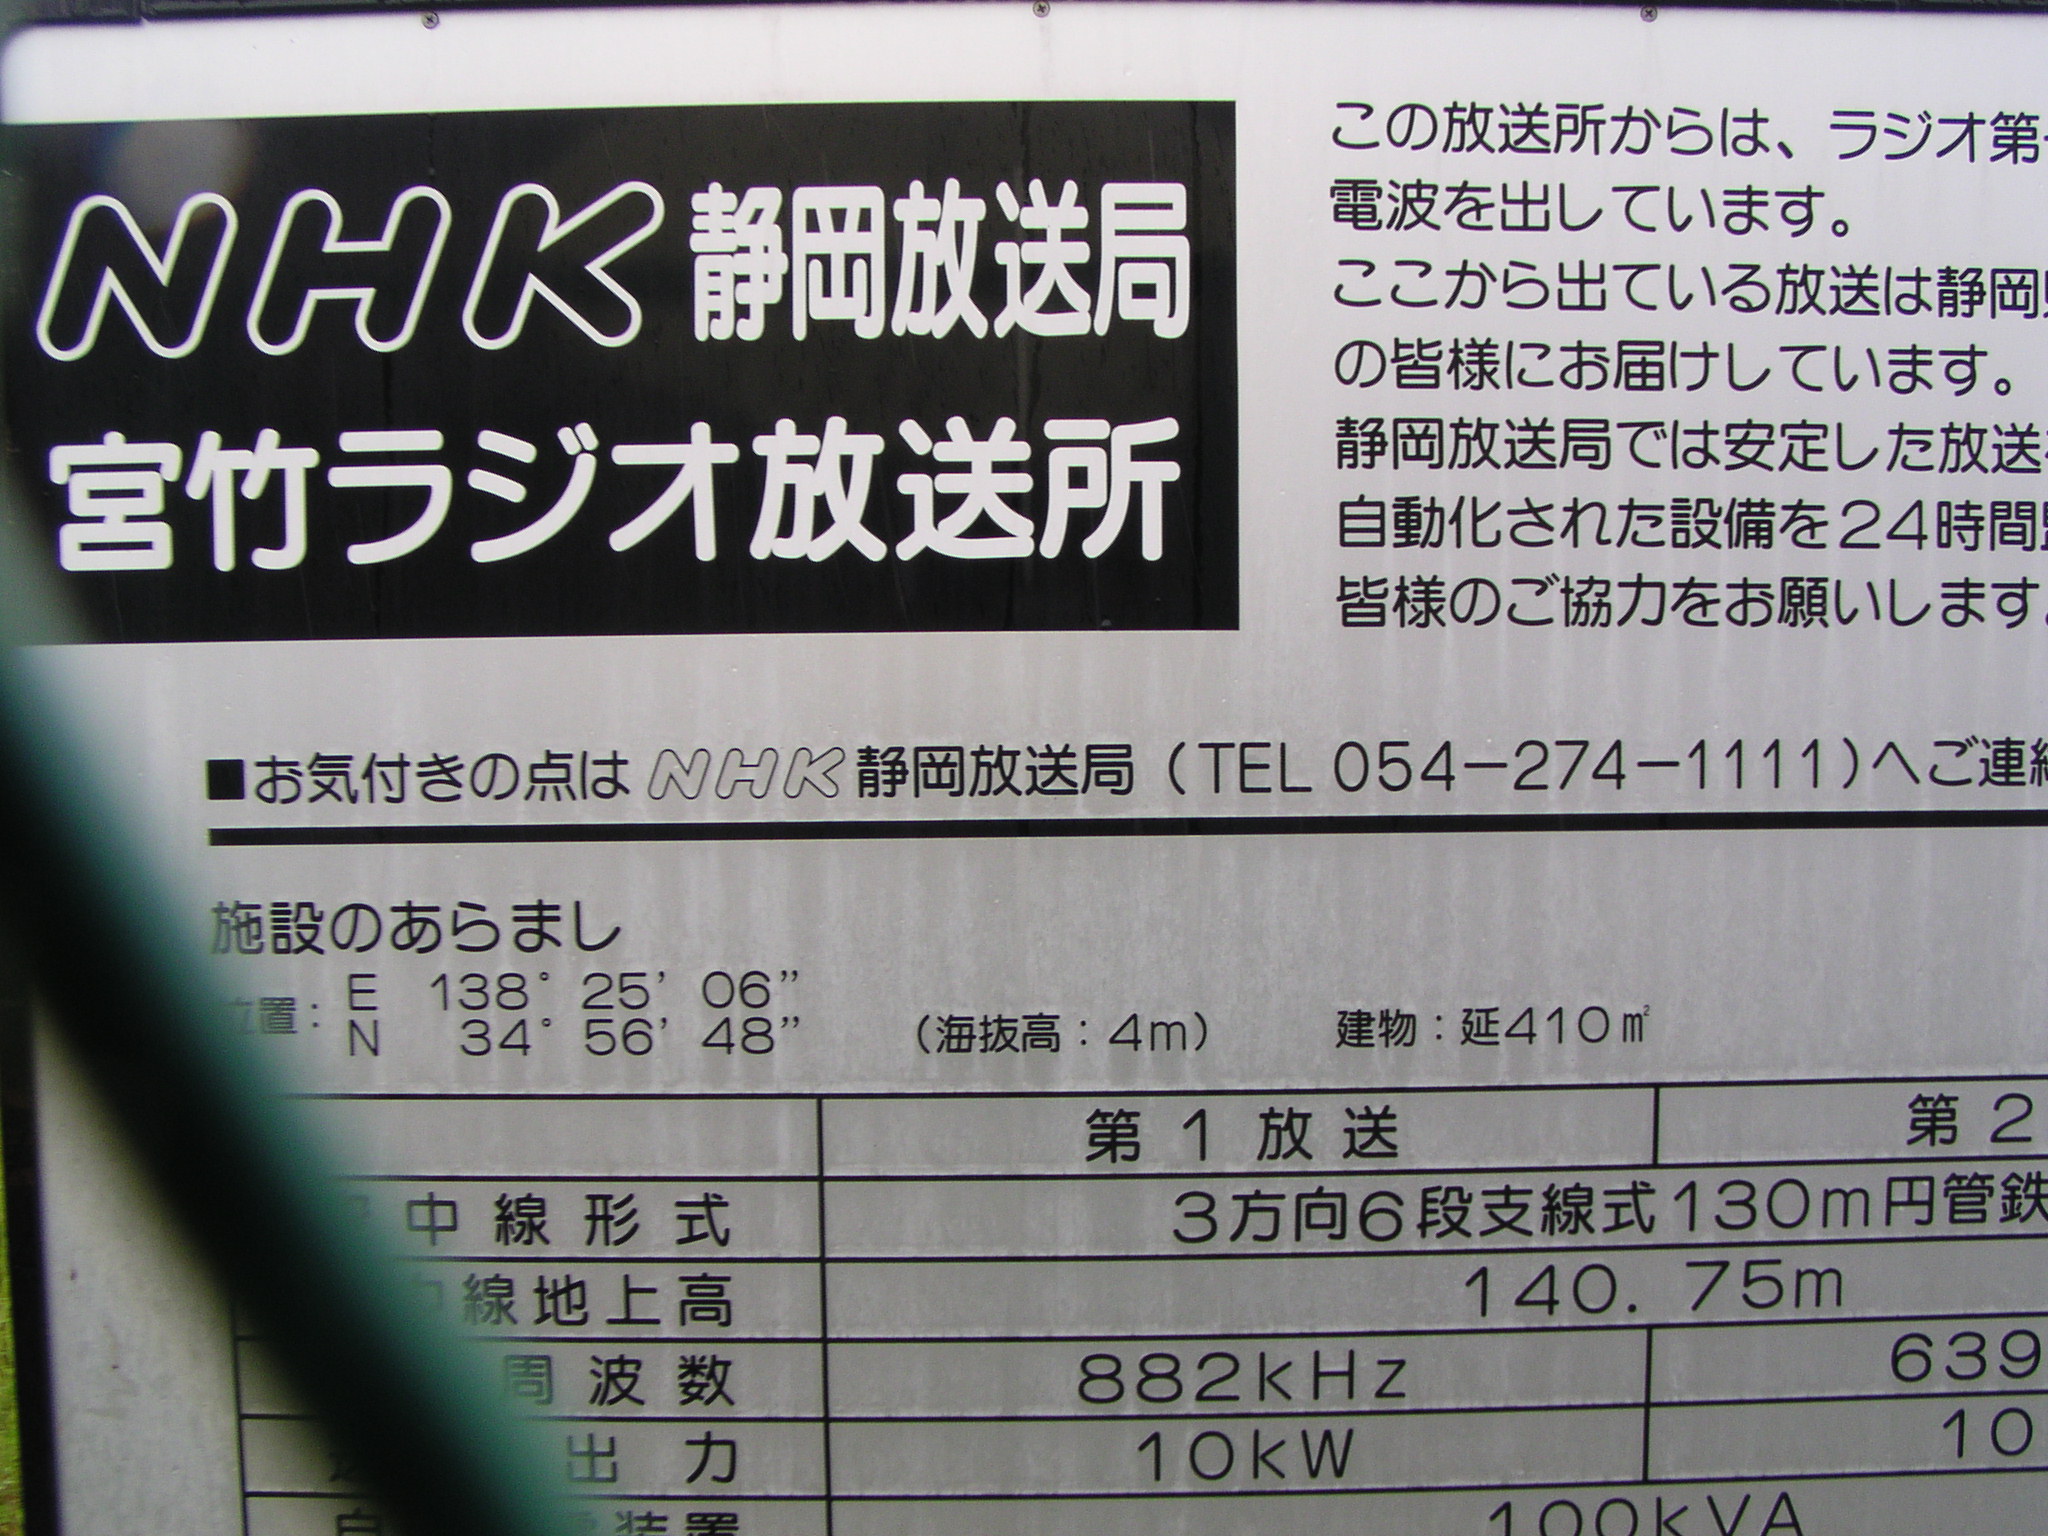 NHK 静岡放送局
宮竹ラジオ放送所
この放送所からは、ラジオ第
電波を出しています。
ここから出ている放送は静岡
の皆様にお届けしています。
静岡放送局では安定した放送
自動化された設備を24時間
皆様のご協力をお願いします。
■お気付きの点は NHK 静岡放送局 (TEL 054-274-1111)へご連絡
施設のあらまし
位置: E 138° 25' 06"
N 34° 56' 48" (海抜高:4m) 建物:延410㎡
第1放送 第2
中線形式 3方向6段支線式130m円管鉄
線地上高 140.75m
周波数 882kHz 639
出力 10kW 10
装置 100kVA